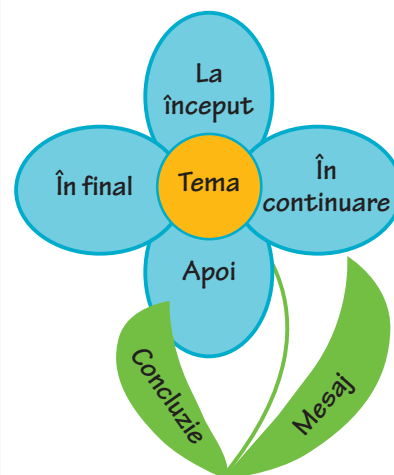 La
început
În final
Tema
În
continuare
Apoi
Concluzie
Mesaj